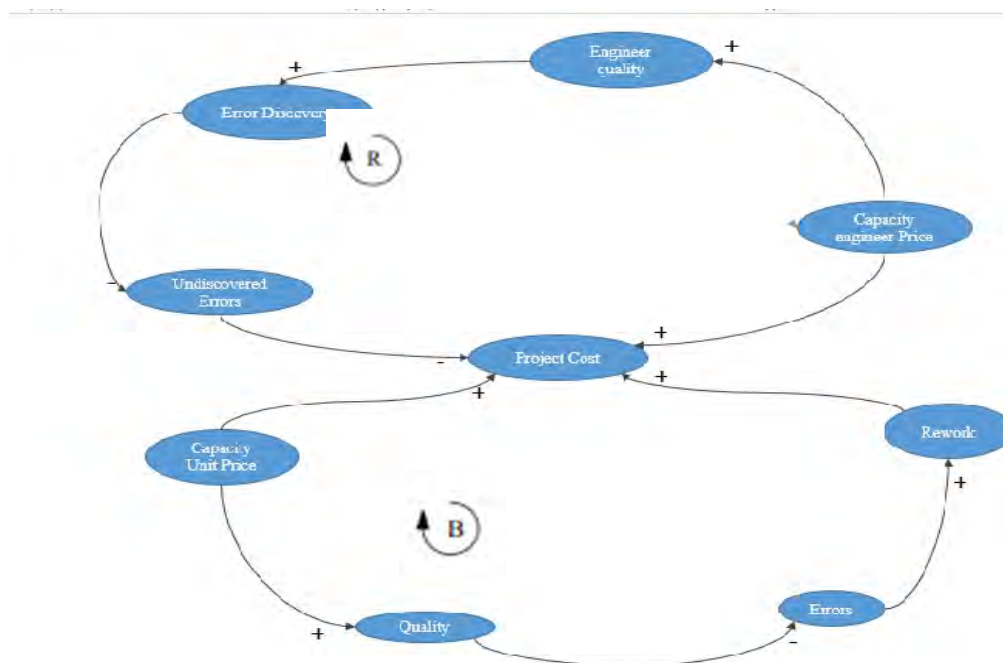 Engineer
quality
+
+
Error Discovery
R
Capacity
engineer Price
-
Undiscovered
Errors
+
Project Cost
-
+
+
Rework
Capacity
Unit Price
+
B
+
Quality
Errors
-